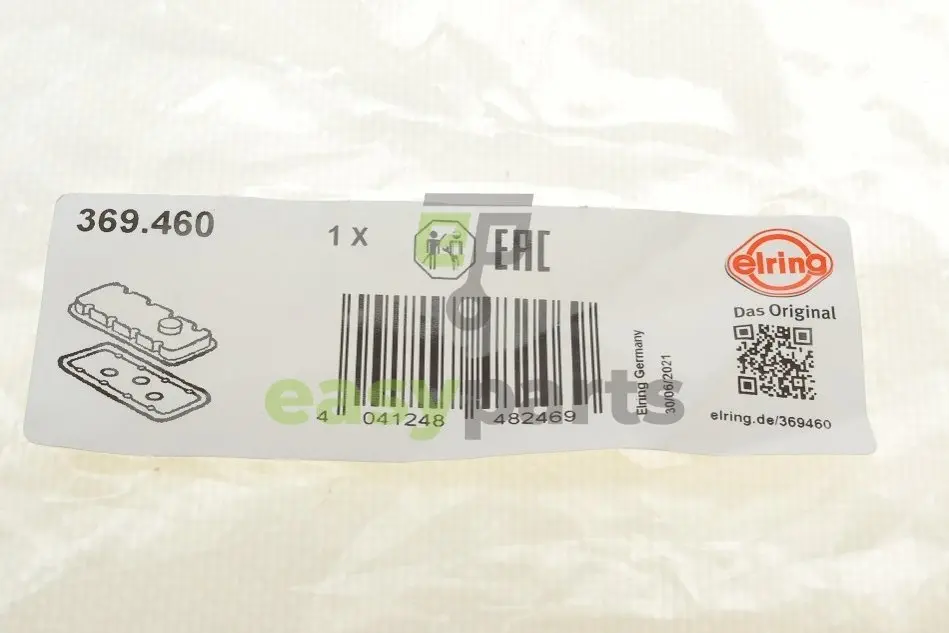 369.460
1 X
EAC
elring
Das Original
elring.de/369460
4 041248 482469
Elring Germany
30/06/2021
easyparts